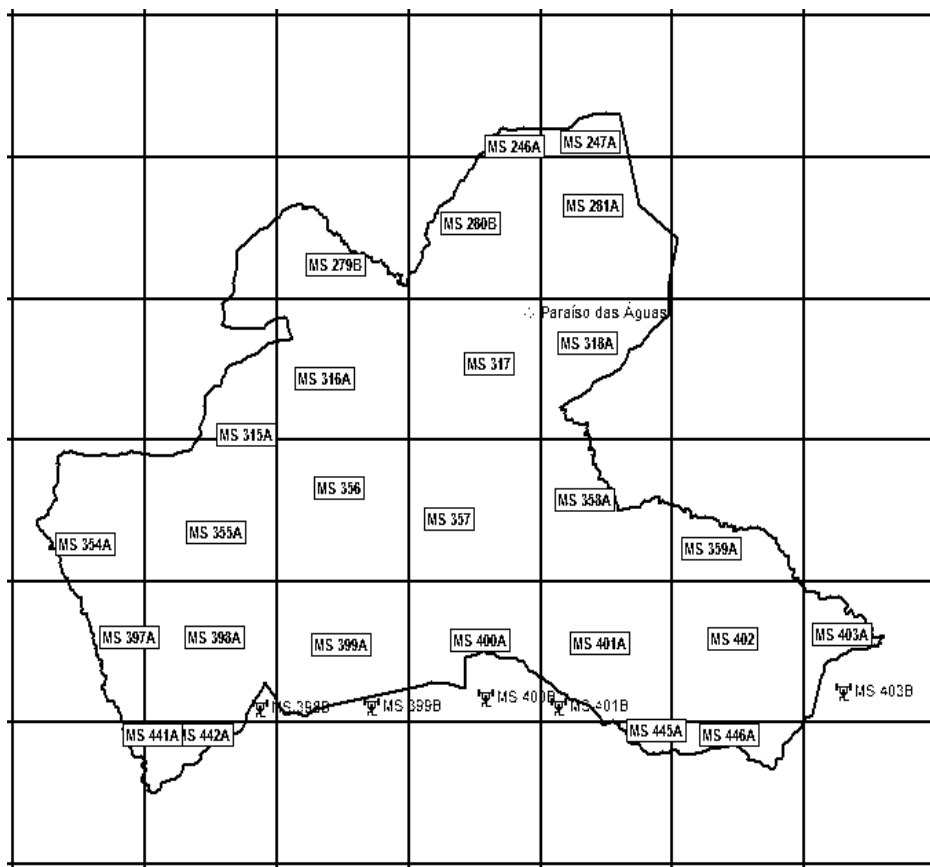 MS 247A
MS 246A
MS 281A
MS 280B
MS 279B
Paraíso das Águas
MS 318A
MS 317
MS 316A
MS 315A
MS 356
MS 358A
MS 357
MS 355A
MS 354A
MS 359A
MS 397A
MS 398A
MS 399A
MS 400A
MS 401A
MS 402
MS 403A
MS 403B
MS 400B
MS 398B
MS 399B
MS 401B
MS 441A
MS 442A
MS 445A
MS 446A